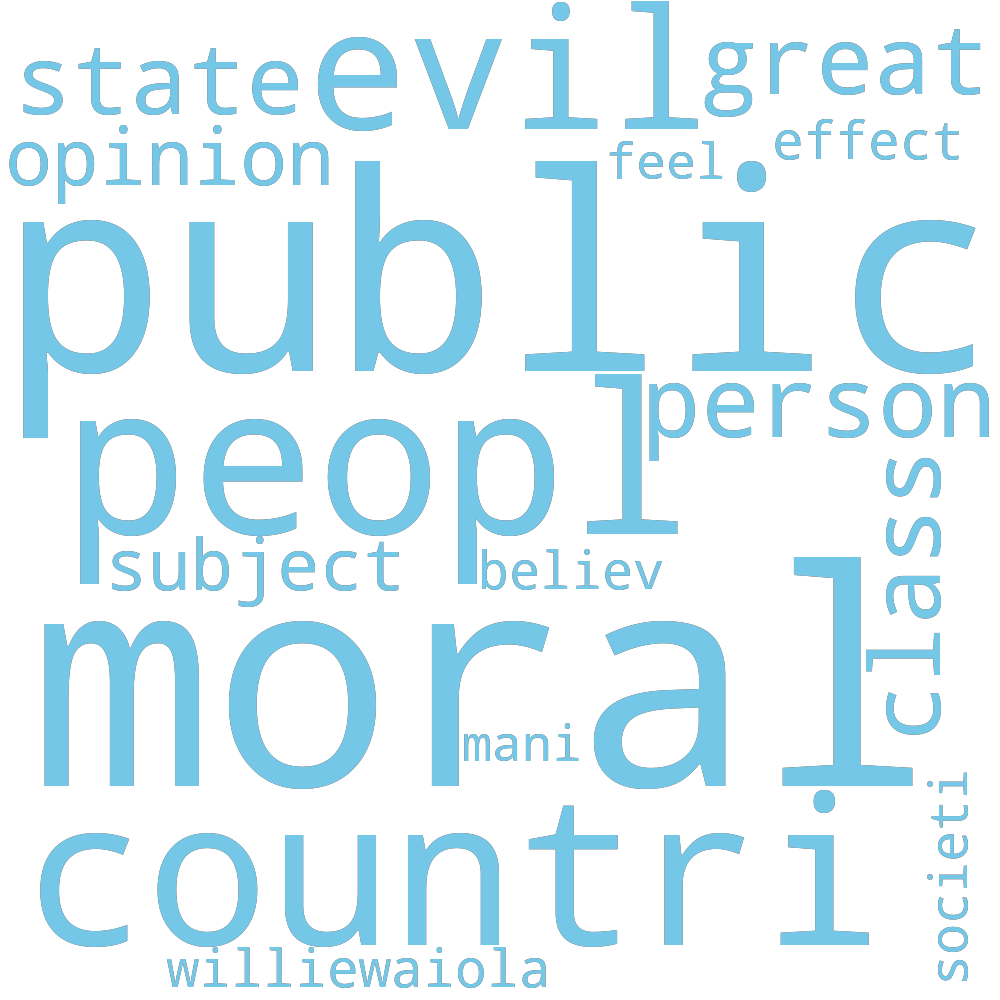 state
evil
great
opinion
feel
effect
public
peopl
person
class
subject
believ
moral
mani
countri
societi
williewaiola